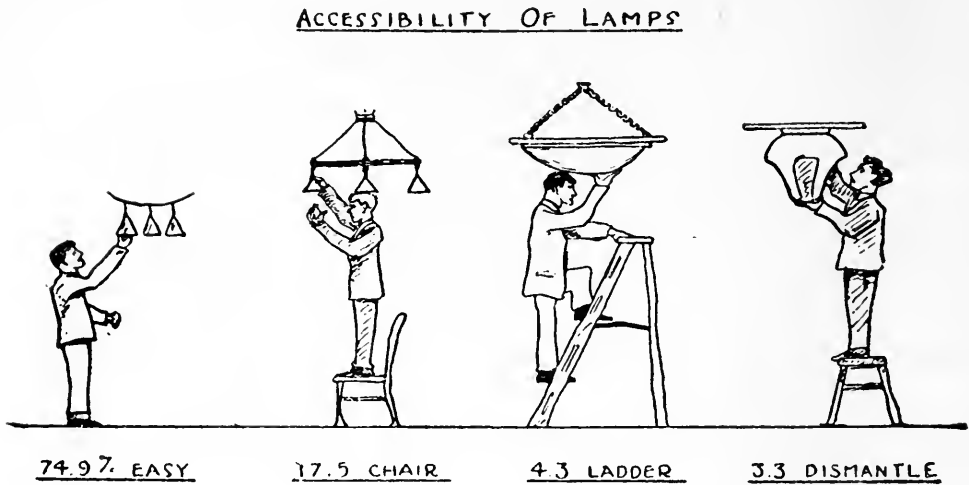 ACCESSIBILITY OF LAMPS
74.9% EASY
17.5 CHAIR
4.3 LADDER
3.3 DISMANTLE